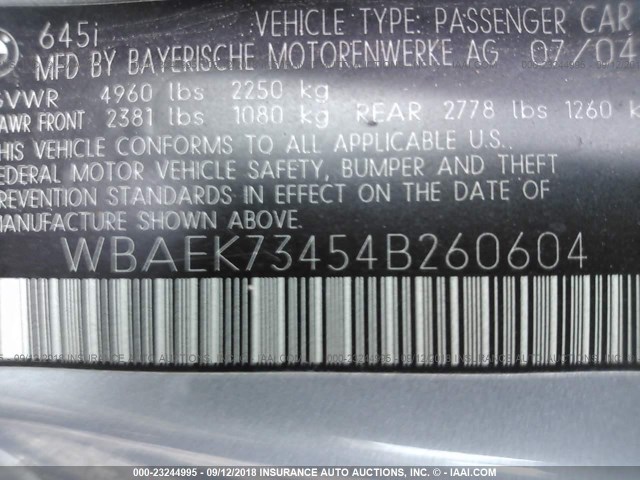 645i VEHICLE TYPE: PASSENGER CAR
MFD BY BAYERISCHE MOTORENWERKE AG 07/04
GVWR 4960 lbs 2250 kg
GAWR FRONT 2381 lbs 1080 kg REAR 2778 lbs 1260 k
THIS VEHICLE CONFORMS TO ALL APPLICABLE U.S..
FEDERAL MOTOR VEHICLE SAFETY, BUMPER AND THEFT
PREVENTION STANDARDS IN EFFECT ON THE DATE OF
MANUFACTURE SHOWN ABOVE.
WBAEK73454B260604
000-23244995 - 09/12/2018 INSURANCE AUTO AUCTIONS, INC. - © IAAI.COM